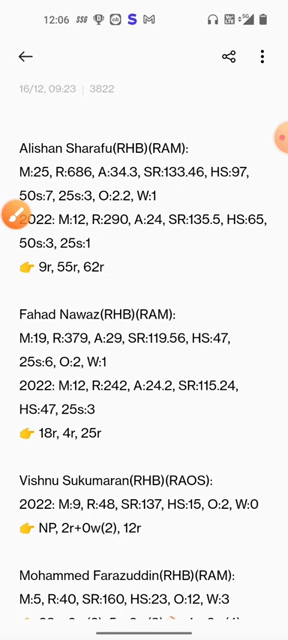 12:06
16/12, 09:23 | 3822
Alishan Sharafu(RHB)(RAM):
M:25, R:686, A:34.3, SR:133.46, HS:97,
50s:7, 25s:3, O:2.2, W:1
2022: M:12, R:290, A:24, SR:135.5, HS:65,
50s:3, 25s:1
👉 9r, 55r, 62r
Fahad Nawaz(RHB)(RAM):
M:19, R:379, A:29, SR:119.56, HS:47,
25s:6, O:2, W:1
2022: M:12, R:242, A:24.2, SR:115.24,
HS:47, 25s:3
👉 18r, 4r, 25r
Vishnu Sukumaran(RHB)(RAOS):
2022: M:9, R:48, SR:137, HS:15, O:2, W:0
👉 NP, 2r+0w(2), 12r
Mohammed Farazuddin(RHB)(RAM):
M:5, R:40, SR:160, HS:23, O:12, W:3